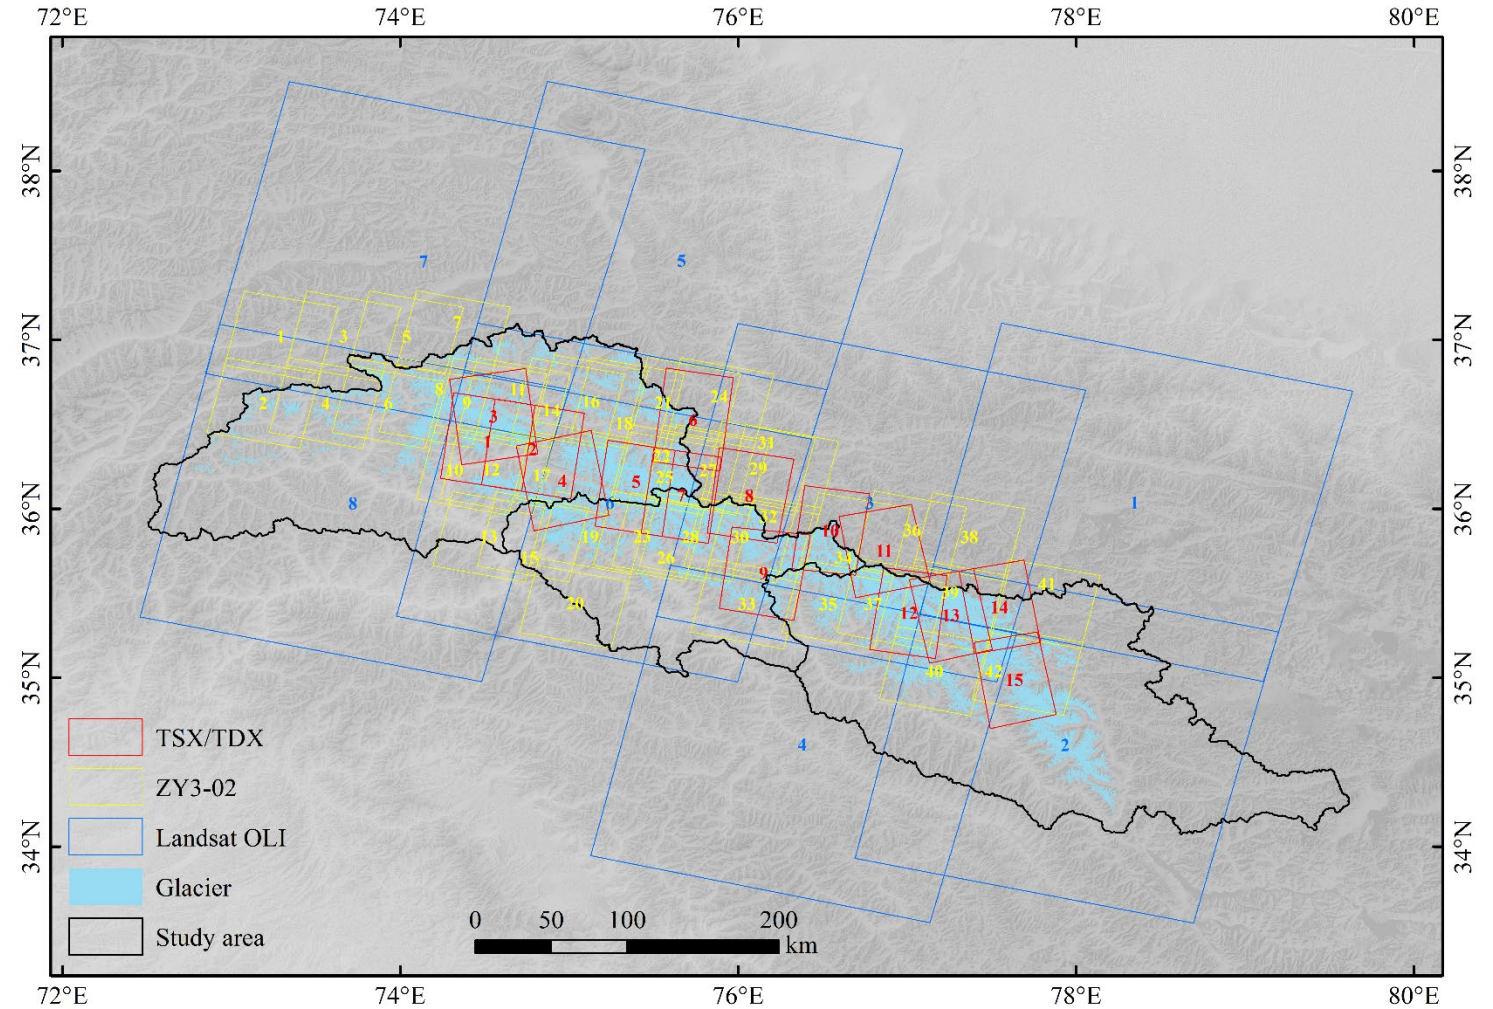 72°E 74°E 76°E 78°E 80°E
38°N 38°N
7 5
37°N 37°N
1 3 5 7
2 4 6 8 9 11 14 16 18 21 24
3 6
1 2 31
10 12 17 22 25 27 29
4 5 7 8
36°N 36°N
8 6 3 1
13 15 19 23 26 28 30 32 34 36 38
10 11
9
20 33 35 37 39 41
12 13 14
35°N 35°N
40 42
15
4 2
TSX/TDX
ZY3-02
Landsat OLI
34°N 34°N
Glacier
Study area
0 50 100 200
km
72°E 74°E 76°E 78°E 80°E